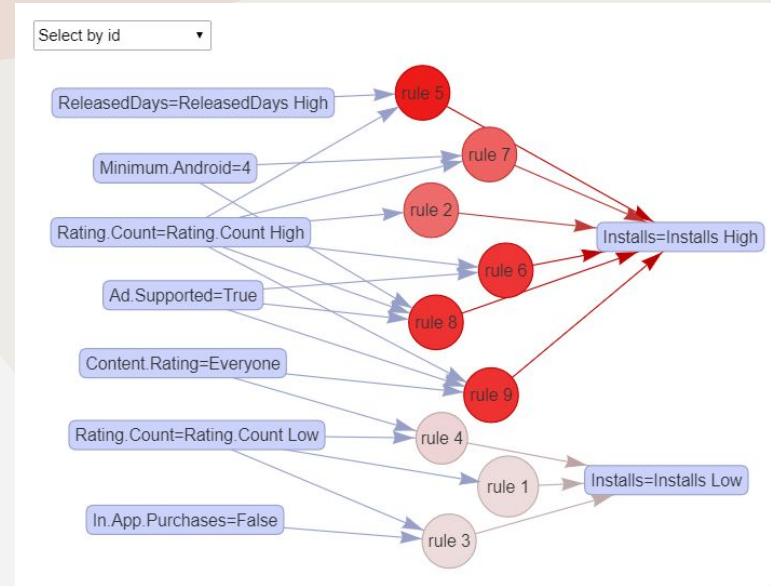 Select by id
ReleasedDays=ReleasedDays High
rule 5
Minimum.Android=4
rule 7
Rating.Count=Rating.Count High
rule 2
Installs=Installs High
rule 6
Ad.Supported=True
rule 8
Content.Rating=Everyone
rule 9
Rating.Count=Rating.Count Low
rule 4
Installs=Installs Low
rule 1
In.App.Purchases=False
rule 3